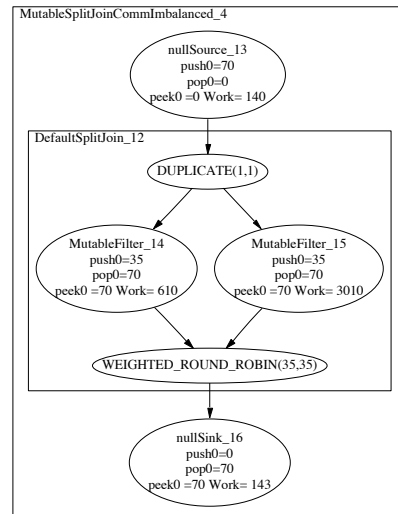 MutableSplitJoinCommImbalanced_4
nullSource_13
push0=70
pop0=0
peek0 =0 Work= 140
DefaultSplitJoin_12
DUPLICATE(1,1)
MutableFilter_14
push0=35
pop0=70
peek0 =70 Work= 610
MutableFilter_15
push0=35
pop0=70
peek0 =70 Work= 3010
WEIGHTED_ROUND_ROBIN(35,35)
nullSink_16
push0=0
pop0=70
peek0 =70 Work= 143